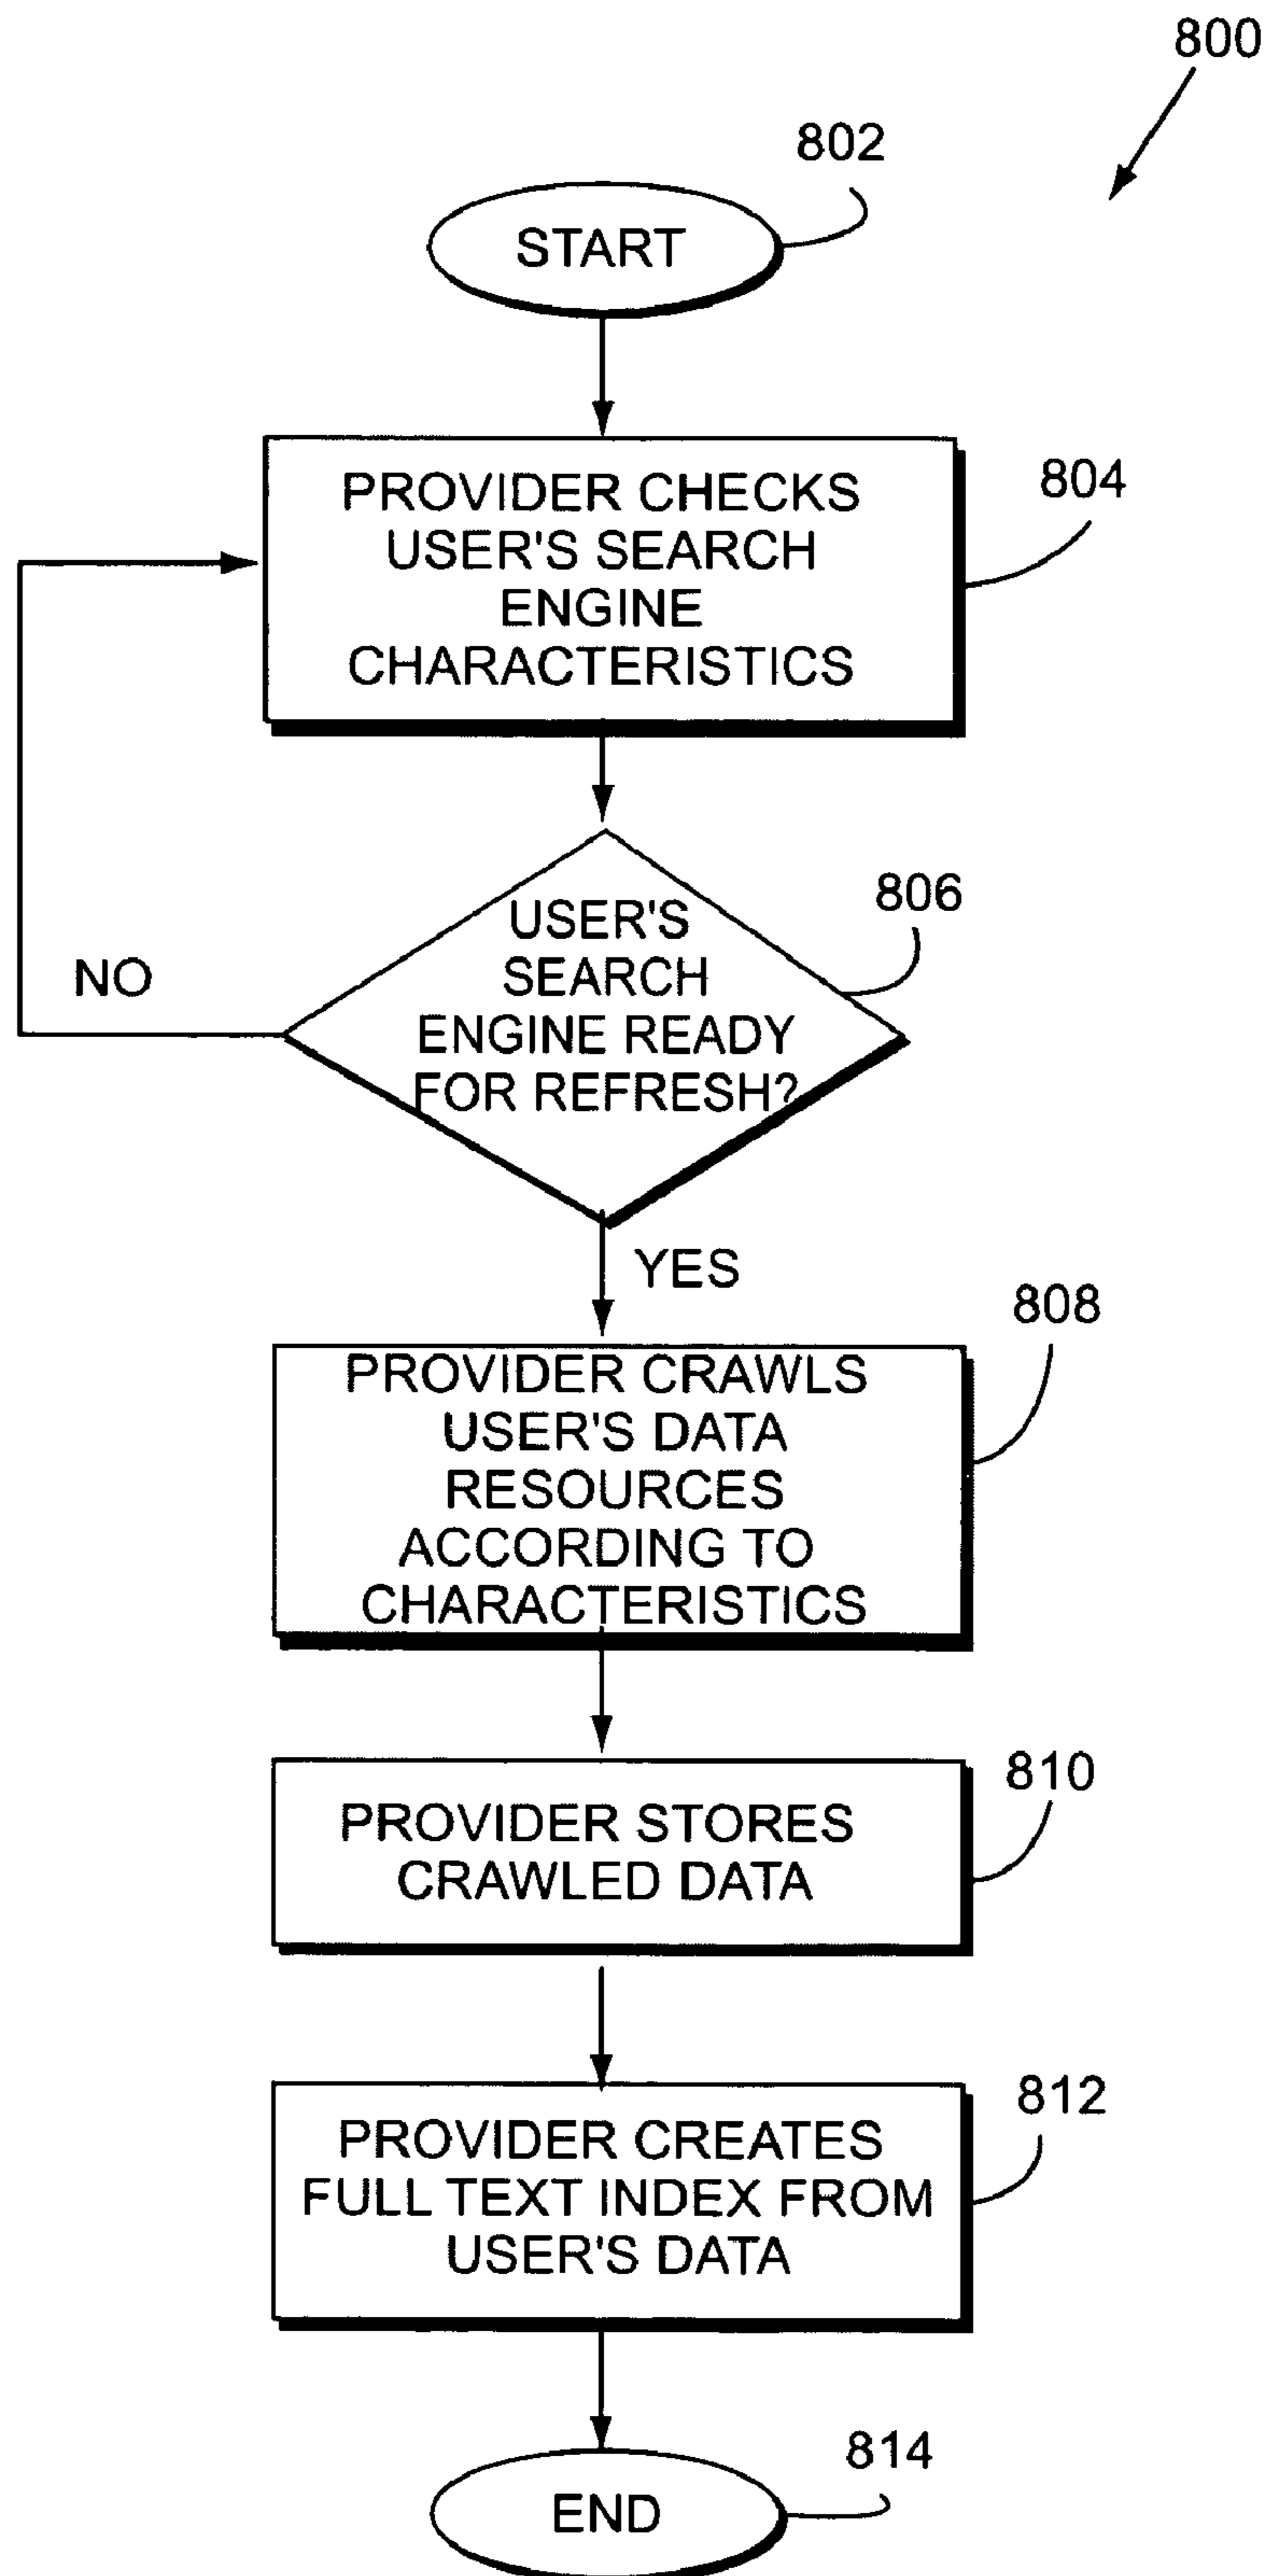 800
802
START
PROVIDER CHECKS
USER'S SEARCH
ENGINE
CHARACTERISTICS
804
USER'S
SEARCH
ENGINE READY
FOR REFRESH?
806
NO
YES
808
PROVIDER CRAWLS
USER'S DATA
RESOURCES
ACCORDING TO
CHARACTERISTICS
810
PROVIDER STORES
CRAWLED DATA
812
PROVIDER CREATES
FULL TEXT INDEX FROM
USER'S DATA
814
END